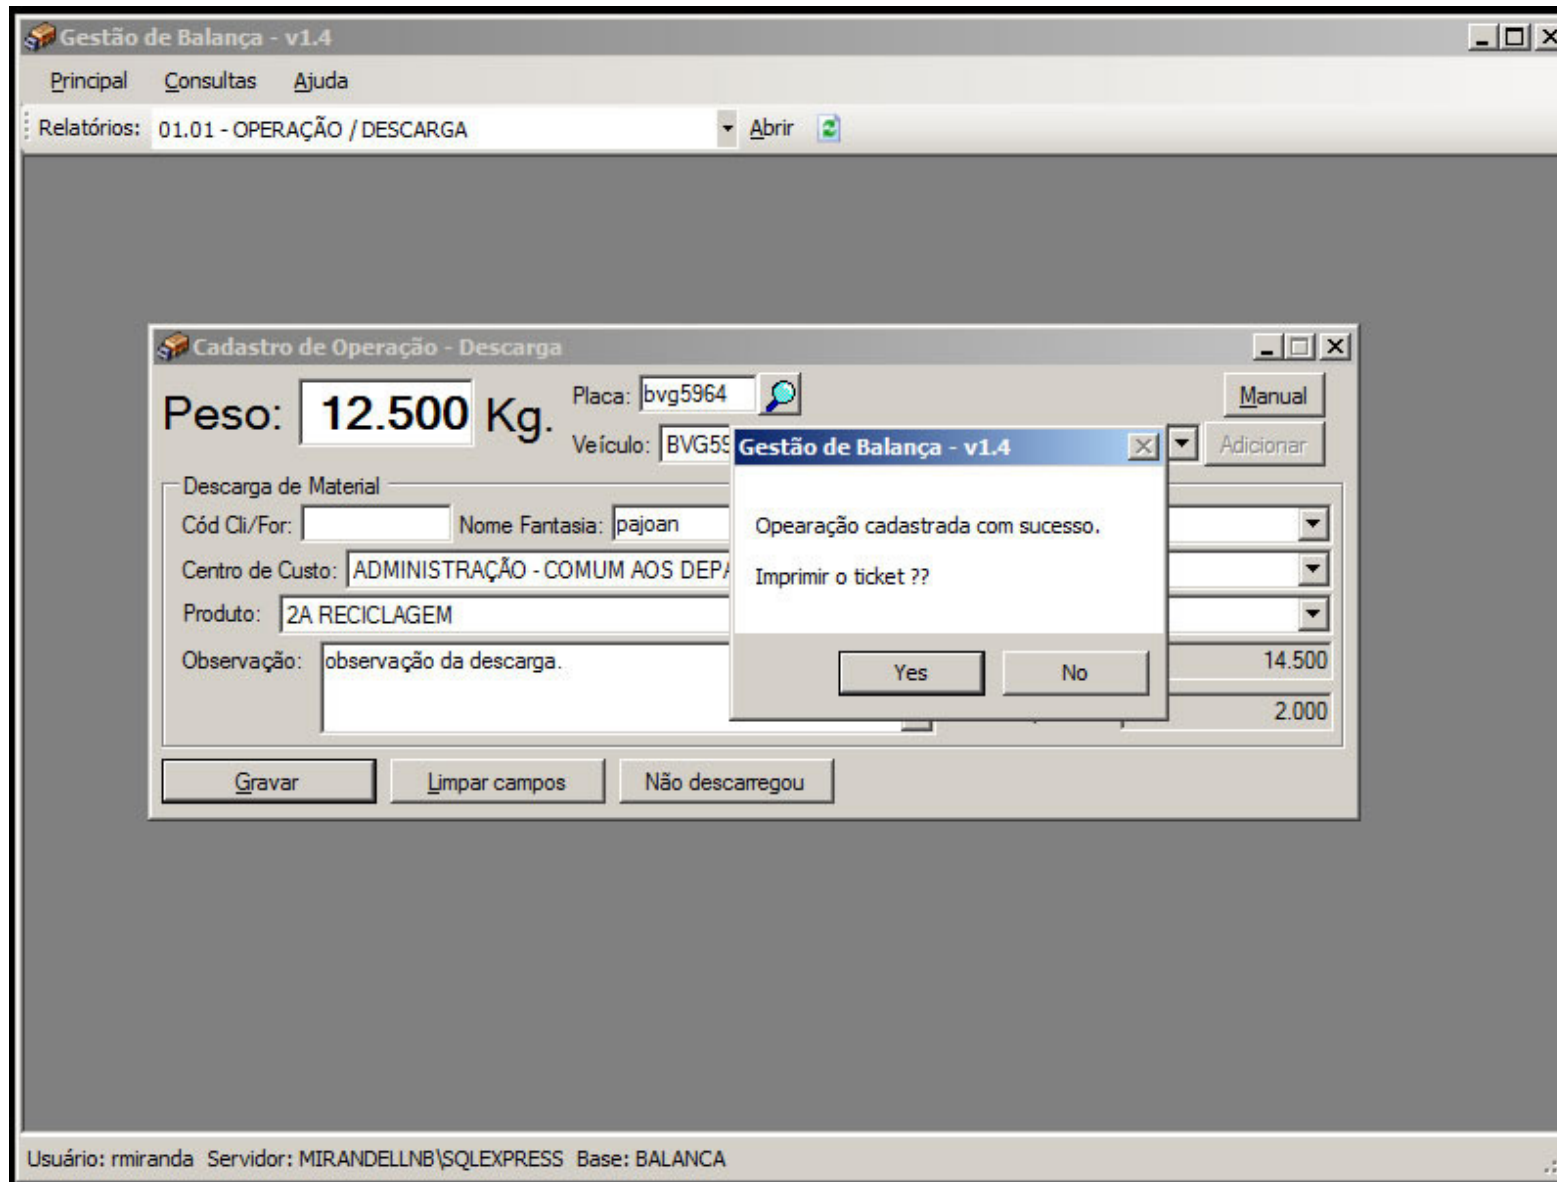 Gestão de Balança - v1.4
Principal Consultas Ajuda
Relatórios: 01.01 - OPERAÇÃO / DESCARGA Abrir
Cadastro de Operação - Descarga
Peso: 12.500 Kg.
Placa: bvg5964 Manual
Veículo: BVG59 Adicionar
Gestão de Balança - v1.4
Opearação cadastrada com sucesso.
Imprimir o ticket ??
Yes No
Descarga de Material
Cód Cli/For: Nome Fantasia: pajoan
Centro de Custo: ADMINISTRAÇÃO - COMUM AOS DEPA
Produto: 2A RECICLAGEM
Observação: observação da descarga. 14.500
2.000
Gravar Limpar campos Não descarregou
Usuário: rmiranda Servidor: MIRANDELLNB\SQLEXPRESS Base: BALANCA